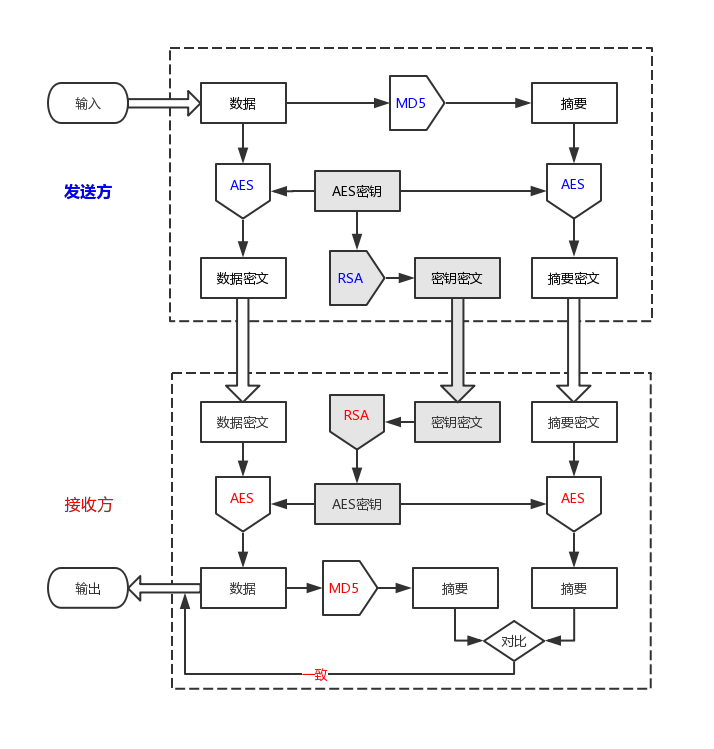 输入
数据
MD5
摘要
发送方
AES
AES密钥
AES
数据密文
RSA
密钥密文
摘要密文
数据密文
RSA
密钥密文
摘要密文
接收方
AES
AES密钥
AES
输出
数据
MD5
摘要
摘要
对比
一致